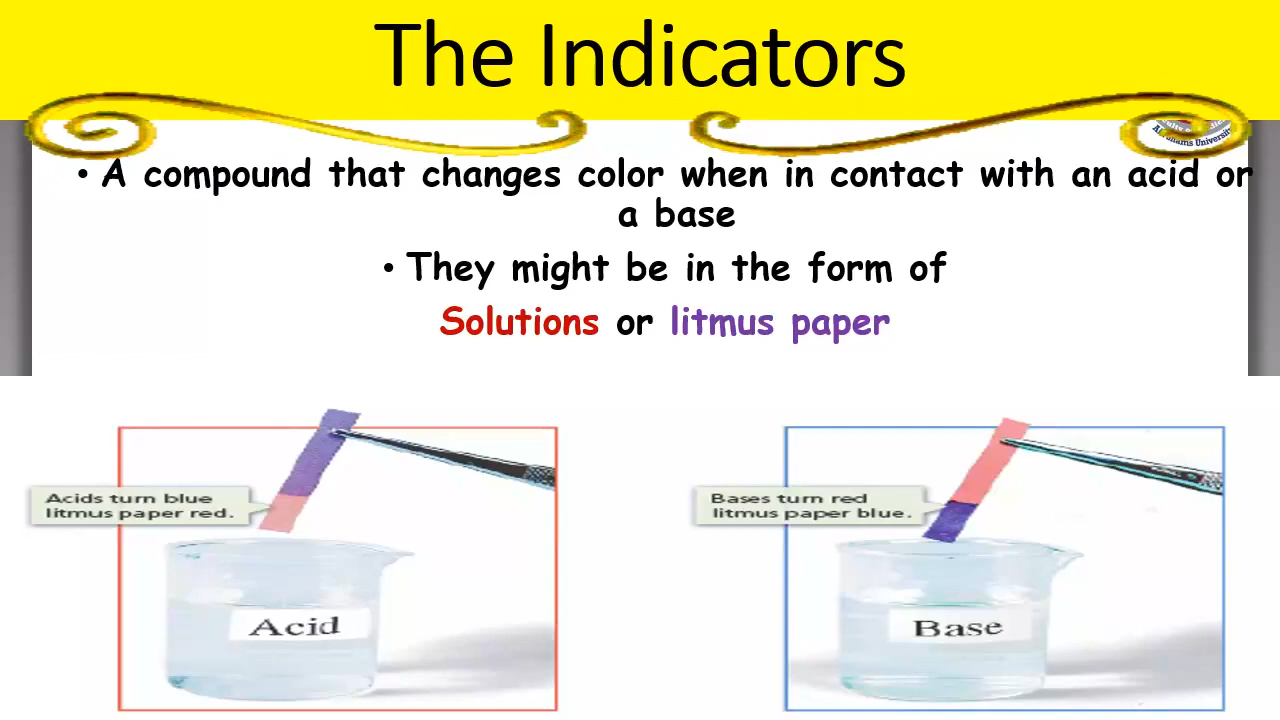 The Indicators
• A compound that changes color when in contact with an acid or
a base
• They might be in the form of
Solutions or litmus paper
Acids turn blue
litmus paper red.
Acid
Bases turn red
litmus paper blue.
Base